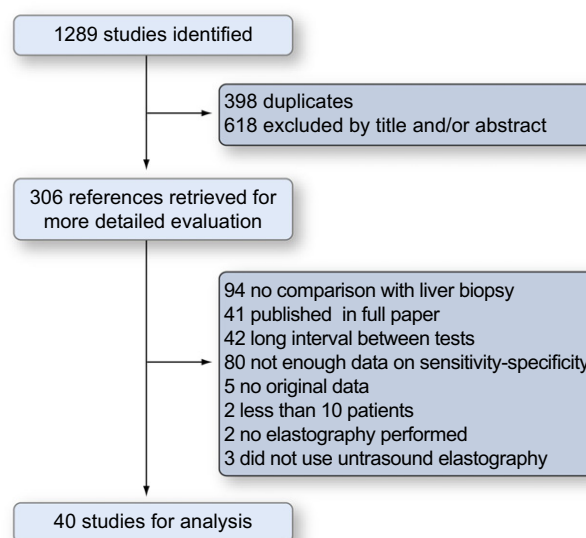 1289 studies identified
398 duplicates
618 excluded by title and/or abstract
306 references retrieved for
more detailed evaluation
94 no comparison with liver biopsy
41 published in full paper
42 long interval between tests
80 not enough data on sensitivity-specificity
5 no original data
2 less than 10 patients
2 no elastography performed
3 did not use untrasound elastography
40 studies for analysis